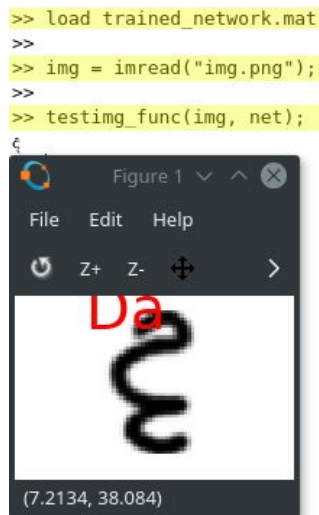 >> load trained_network.mat
>>
>> img = imread("img.png");
>>
>> testimg_func(img, net);
Figure 1
File Edit Help
Z+ Z-
Da
(7.2134, 38.084)